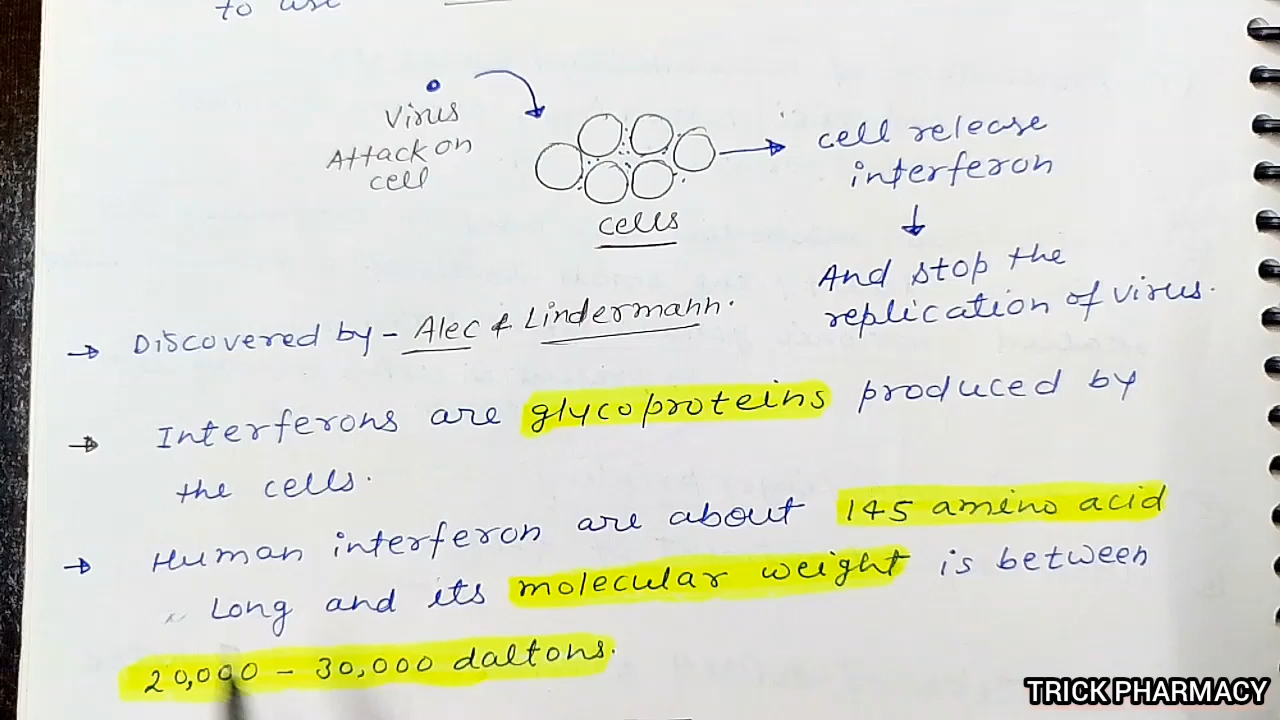 to use
Virus
Attack on
cell
cells
cell release
interferon
And stop the
replication of virus.
→ Discovered by - Alec & Lindermann.
→ Interferons are glycoproteins produced by
the cells.
→ Human interferon are about 145 amino acid
Long and its molecular weight is between
20,000 - 30,000 daltons.
TRICK PHARMACY